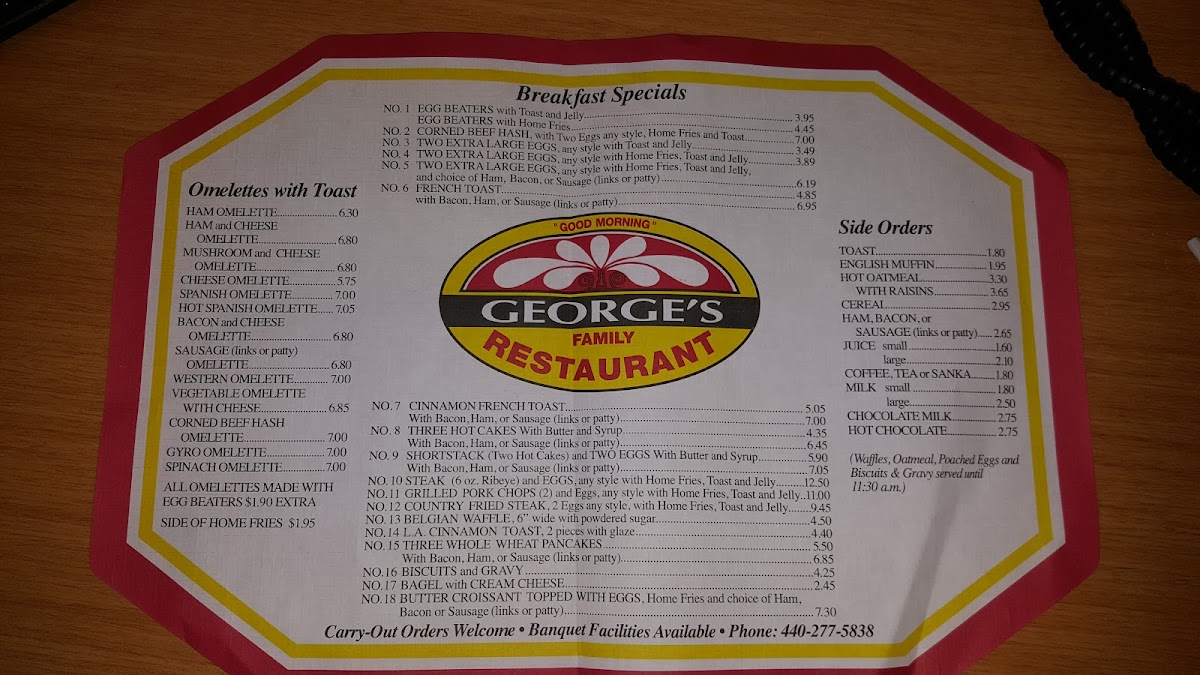 Breakfast Specials
NO. 1 EGG BEATERS with Toast and Jelly 3.95
EGG BEATERS with Home Fries 4.45
NO. 2 CORNED BEEF HASH, with Two Eggs any style, Home Fries and Toast 7.00
NO. 3 TWO EXTRA LARGE EGGS, any style with Toast and Jelly 3.49
NO. 4 TWO EXTRA LARGE EGGS, any style with Home Fries, Toast and Jelly 3.89
NO. 5 TWO EXTRA LARGE EGGS, any style with Home Fries, Toast and Jelly,
and choice of Ham, Bacon, or Sausage (links or patty) 6.19
NO. 6 FRENCH TOAST 4.85
with Bacon, Ham, or Sausage (links or patty) 6.95
Omelettes with Toast
HAM OMELETTE 6.30
HAM and CHEESE
OMELETTE 6.80
MUSHROOM and CHEESE
OMELETTE 6.80
CHEESE OMELETTE 5.75
SPANISH OMELETTE 7.00
HOT SPANISH OMELETTE 7.05
BACON and CHEESE
OMELETTE 6.80
SAUSAGE (links or patty)
OMELETTE 6.80
WESTERN OMELETTE 7.00
VEGETABLE OMELETTE
WITH CHEESE 6.85
CORNED BEEF HASH
OMELETTE 7.00
GYRO OMELETTE 7.00
SPINACH OMELETTE 7.00
ALL OMELETTES MADE WITH
EGG BEATERS $1.90 EXTRA
SIDE OF HOME FRIES $1.95
"GOOD MORNING"
GEORGE'S
FAMILY
RESTAURANT
Side Orders
TOAST 1.80
ENGLISH MUFFIN 1.95
HOT OATMEAL 3.30
WITH RAISINS 3.65
CEREAL 2.95
HAM, BACON, or
SAUSAGE (links or patty) 2.65
JUICE small 1.60
large 2.10
COFFEE, TEA or SANKA 1.80
MILK small 1.80
large 2.50
CHOCOLATE MILK 2.75
HOT CHOCOLATE 2.75
(Waffles, Oatmeal, Poached Eggs and
Biscuits & Gravy served until
11:30 a.m.)
NO. 7 CINNAMON FRENCH TOAST 5.05
With Bacon, Ham, or Sausage (links or patty) 7.00
NO. 8 THREE HOT CAKES With Butter and Syrup 4.35
With Bacon, Ham, or Sausage (links or patty) 6.45
NO. 9 SHORTSTACK (Two Hot Cakes) and TWO EGGS With Butter and Syrup 5.90
With Bacon, Ham, or Sausage (links or patty) 7.05
NO. 10 STEAK (6 oz. Ribeye) and EGGS, any style with Home Fries, Toast and Jelly 12.50
NO. 11 GRILLED PORK CHOPS (2) and Eggs, any style with Home Fries, Toast and Jelly 11.00
NO. 12 COUNTRY FRIED STEAK, 2 Eggs any style, with Home Fries, Toast and Jelly 9.45
NO. 13 BELGIAN WAFFLE, 6" wide with powdered sugar 4.50
NO. 14 L.A. CINNAMON TOAST, 2 pieces with glaze 4.40
NO. 15 THREE WHOLE WHEAT PANCAKES 5.50
With Bacon, Ham, or Sausage (links or patty) 6.85
NO. 16 BISCUITS and GRAVY 4.25
NO. 17 BAGEL with CREAM CHEESE 2.45
NO. 18 BUTTER CROISSANT TOPPED WITH EGGS, Home Fries and choice of Ham,
Bacon or Sausage (links or patty) 7.30
Carry-Out Orders Welcome • Banquet Facilities Available • Phone: 440-277-5838